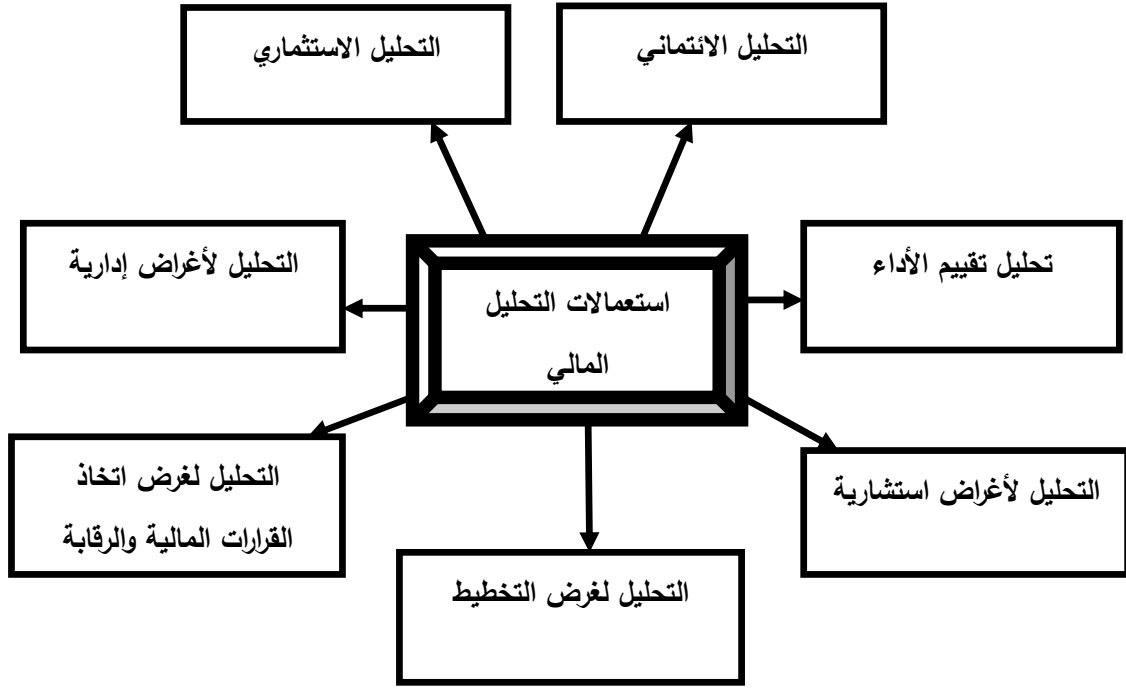 التحليل الائتماني
التحليل الاستثماري
تحليل تقييم الأداء
استعمالات التحليل
المالي
التحليل لأغراض إدارية
التحليل لأغراض استشارية
التحليل لغرض اتخاذ
القرارات المالية والرقابة
التحليل لغرض التخطيط